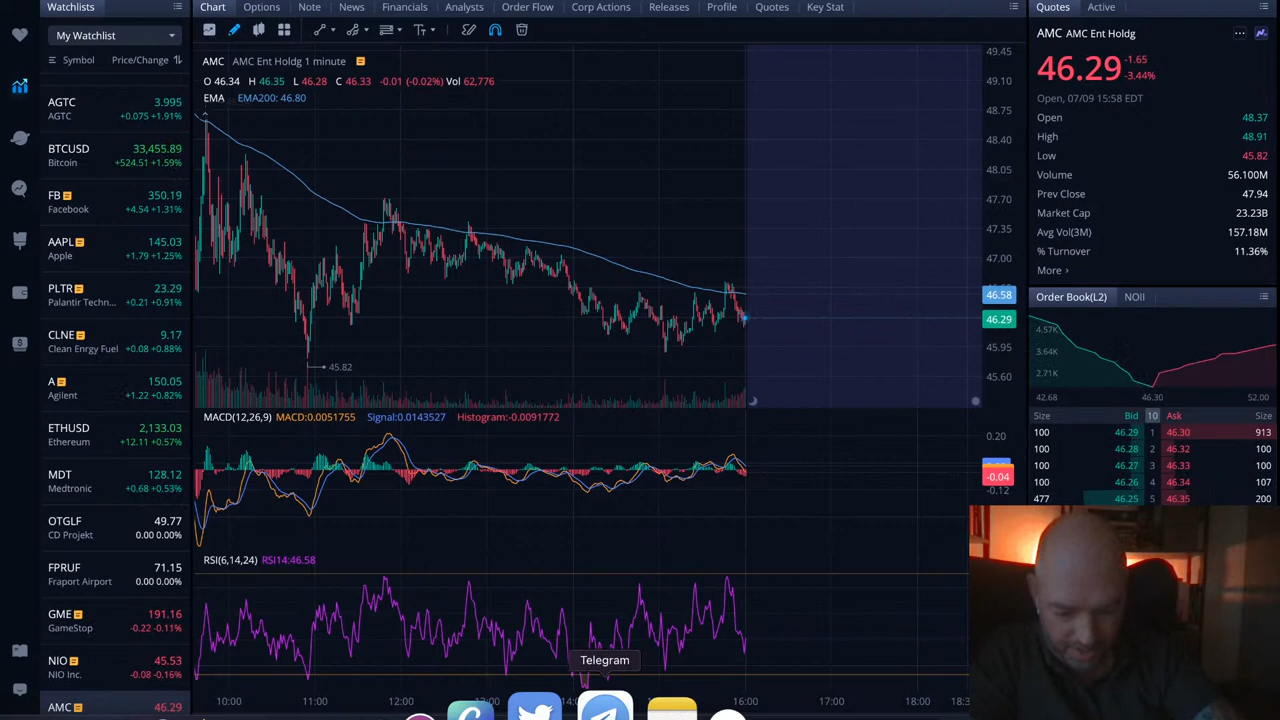 Watchlists
My Watchlist
Symbol Price/Change
AGTC 3.995
AGTC +0.075 +1.91%
BTCUSD 33,455.89
Bitcoin +524.51 +1.59%
FB 350.19
Facebook +4.54 +1.31%
AAPL 145.03
Apple +1.79 +1.25%
PLTR 23.29
Palantir Techn... +0.21 +0.91%
CLNE 9.17
Clean Enrgy Fuel +0.08 +0.88%
A 150.05
Agilent +1.22 +0.82%
ETHUSD 2,133.03
Ethereum +12.11 +0.57%
MDT 128.12
Medtronic +0.68 +0.53%
OTGLF 49.77
CD Projekt 0.00 0.00%
FPRUF 71.15
Fraport Airport 0.00 0.00%
GME 191.16
GameStop -0.22 -0.11%
NIO 45.53
NIO Inc. -0.08 -0.16%
AMC 46.29
Chart Options Note News Financials Analysts Order Flow Corp Actions Releases Profile Quotes Key Stat
AMC AMC Ent Holdg 1 minute
O 46.34 H 46.35 L 46.28 C 46.33 -0.01 (-0.02%) Vol 62,776
EMA EMA200: 46.80
49.45
49.10
48.75
48.40
48.05
47.70
47.35
47.00
46.58
46.29
45.95
45.60
45.82
MACD(12,26,9) MACD:0.0051755 Signal:0.0143527 Histogram:-0.0091772
0.20
-0.04
-0.12
RSI(6,14,24) RSI14:46.58
Telegram
10:00 11:00 12:00 16:00 17:00 18:00 18:3
Quotes Active
AMC AMC Ent Holdg
46.29 -1.65
-3.44%
Open, 07/09 15:58 EDT
Open 48.37
High 48.91
Low 45.82
Volume 56.100M
Prev Close 47.94
Market Cap 23.23B
Avg Vol(3M) 157.18M
% Turnover 11.36%
More ›
Order Book(L2) NOII
4.57K
3.64K
2.71K
42.68 46.30 52.00
Size Bid 10 Ask Size
100 46.29 1 46.30 913
100 46.28 2 46.32 100
100 46.27 3 46.33 100
100 46.26 4 46.34 107
477 46.25 5 46.35 200